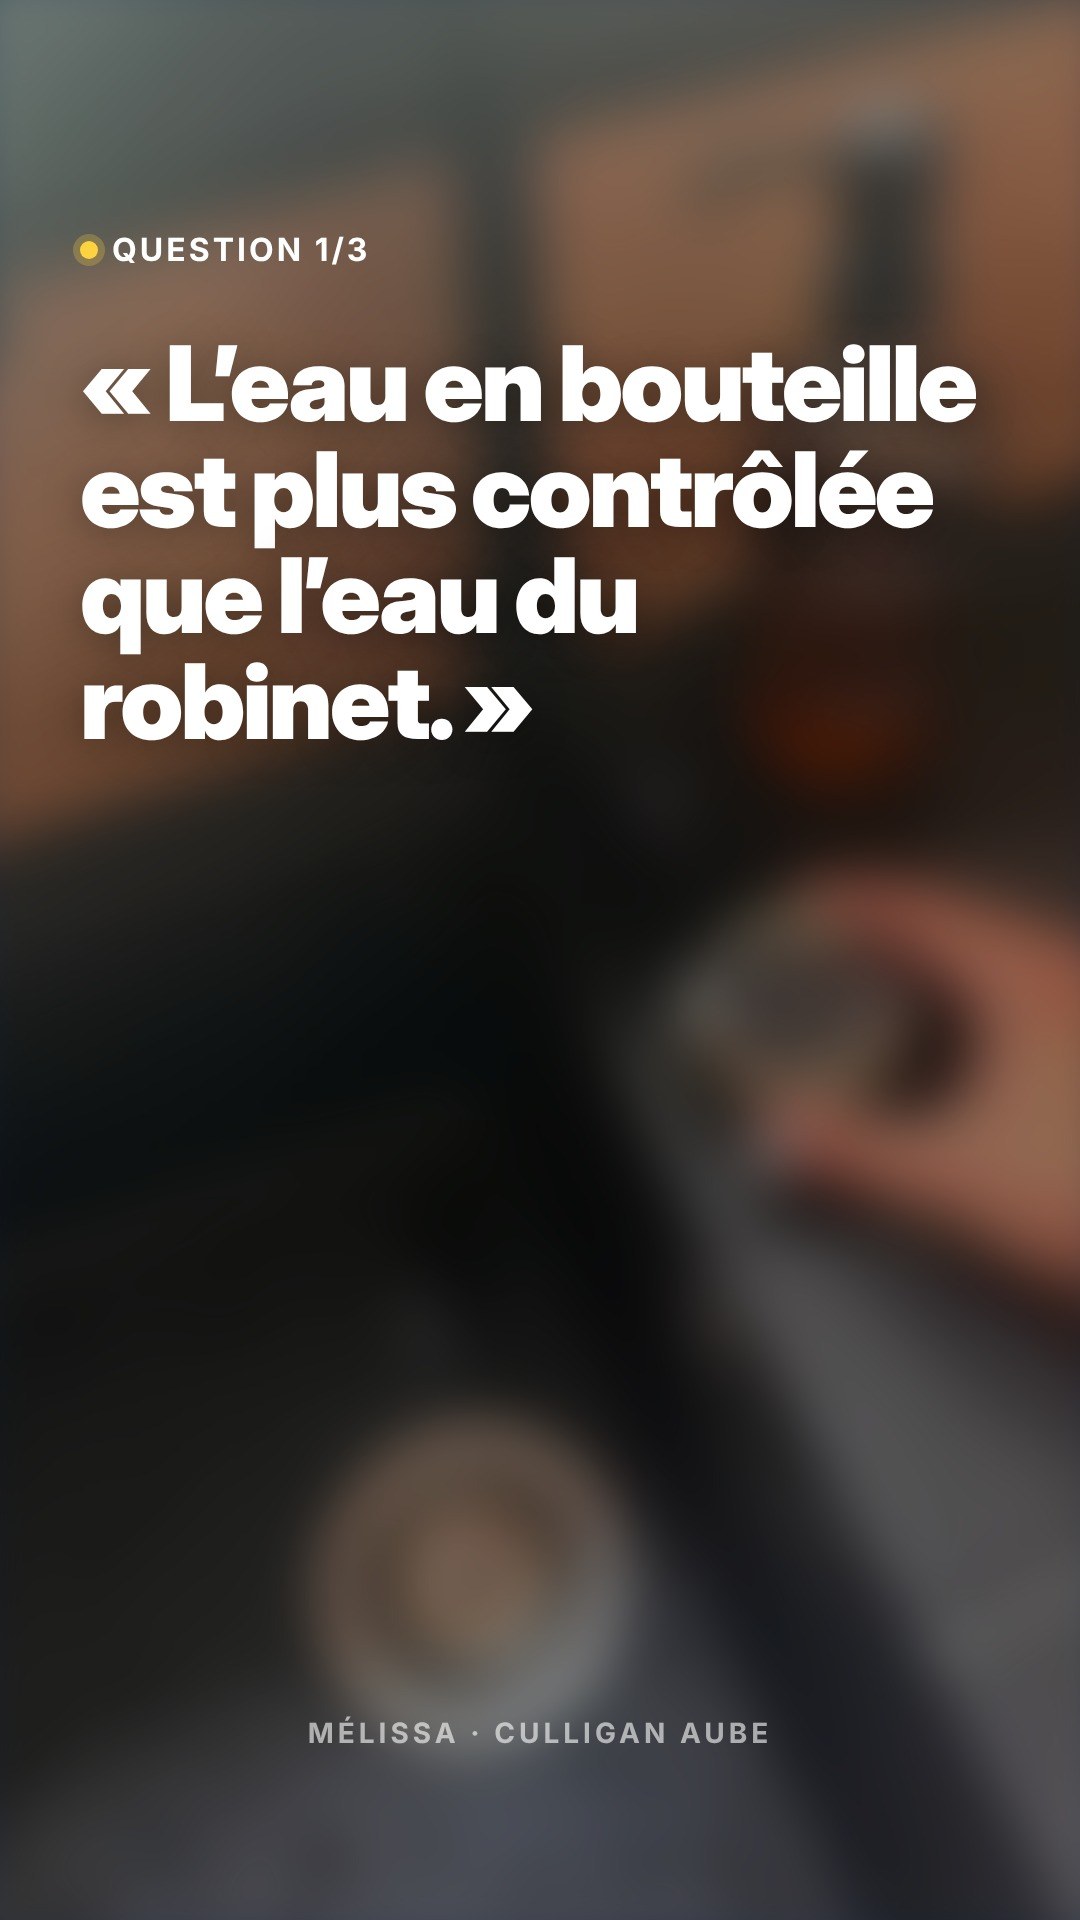 QUESTION 1/3
« L’eau en bouteille
est plus contrôlée
que l’eau du
robinet. »
MÉLISSA · CULLIGAN AUBE